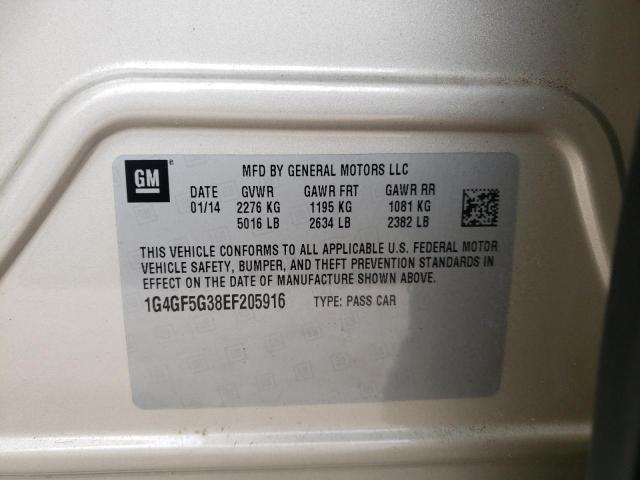 GM ® MFD BY GENERAL MOTORS LLC
DATE GVWR GAWR FRT GAWR RR
01/14 2276 KG 1195 KG 1081 KG
5016 LB 2634 LB 2382 LB
THIS VEHICLE CONFORMS TO ALL APPLICABLE U.S. FEDERAL MOTOR
VEHICLE SAFETY, BUMPER, AND THEFT PREVENTION STANDARDS IN
EFFECT ON THE DATE OF MANUFACTURE SHOWN ABOVE.
1G4GF5G38EF205916 TYPE: PASS CAR